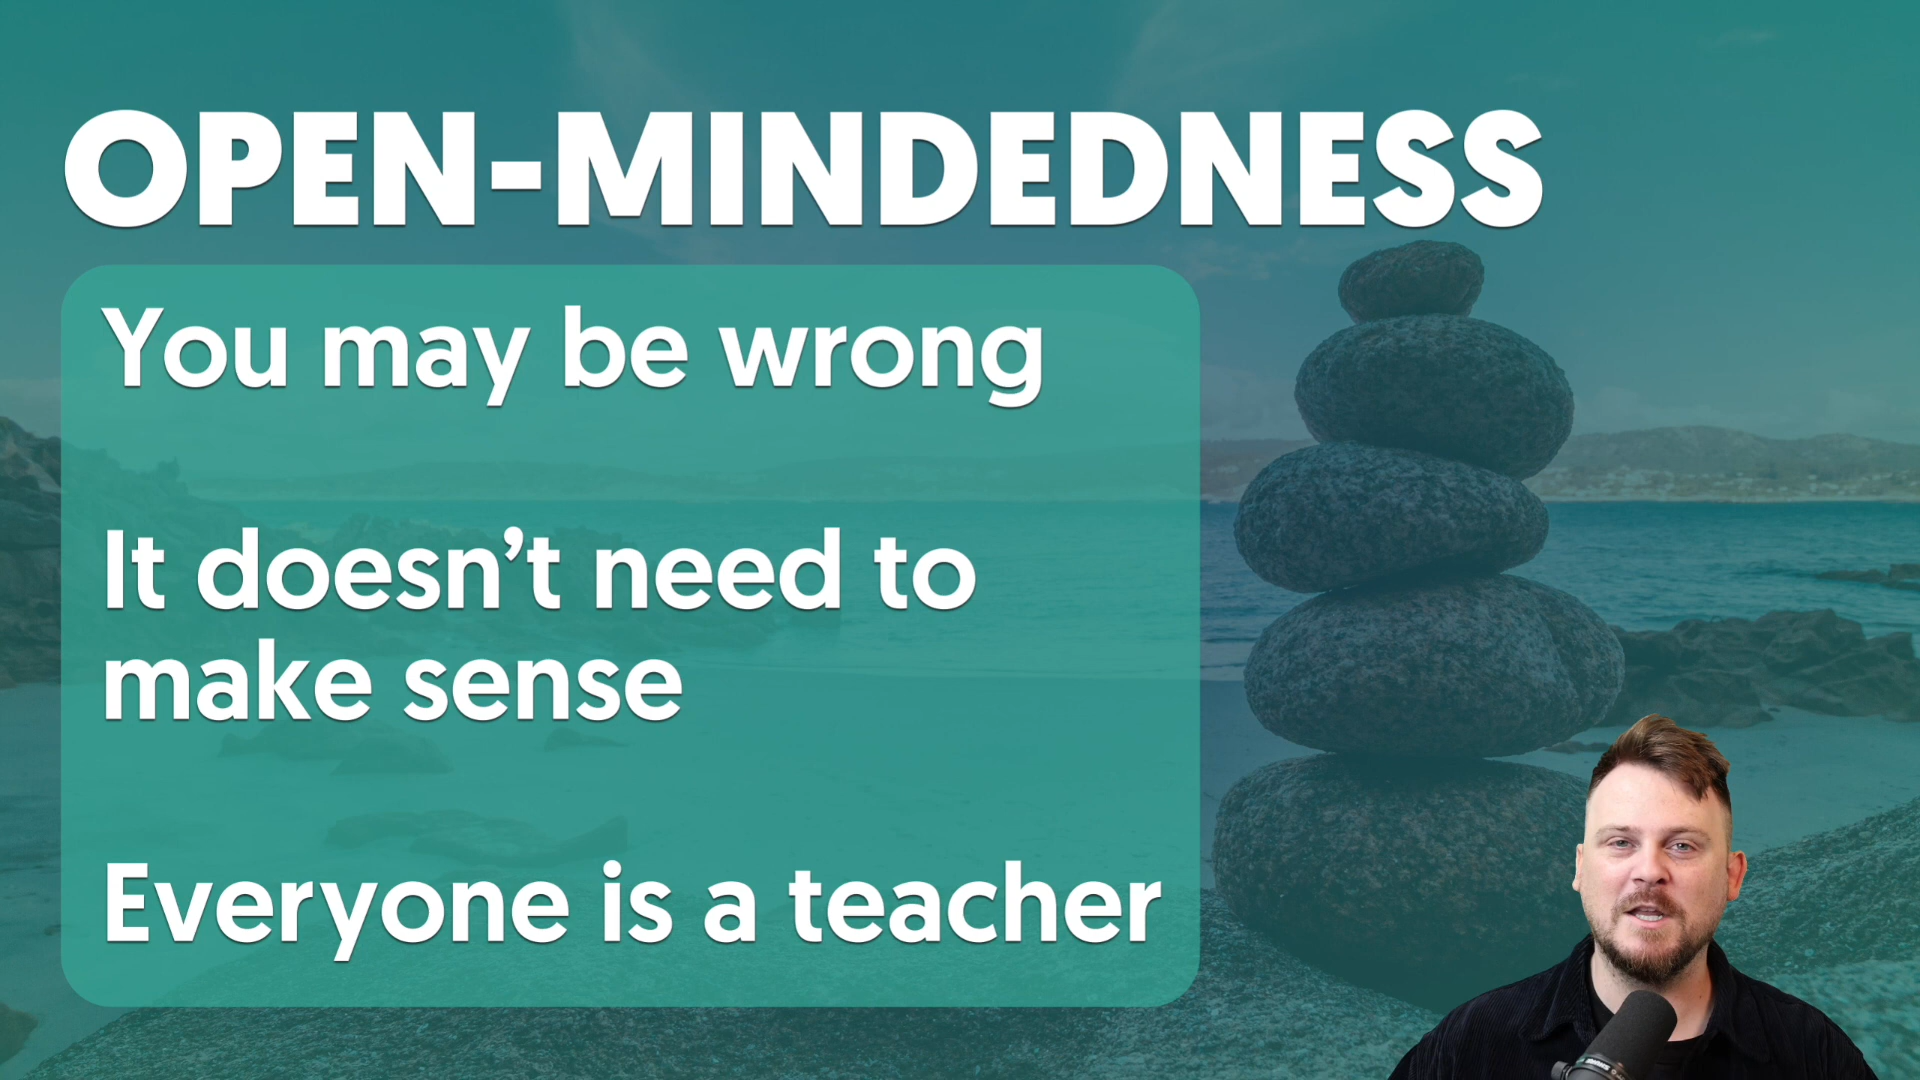 OPEN-MINDEDNESS
You may be wrong
It doesn’t need to
make sense
Everyone is a teacher